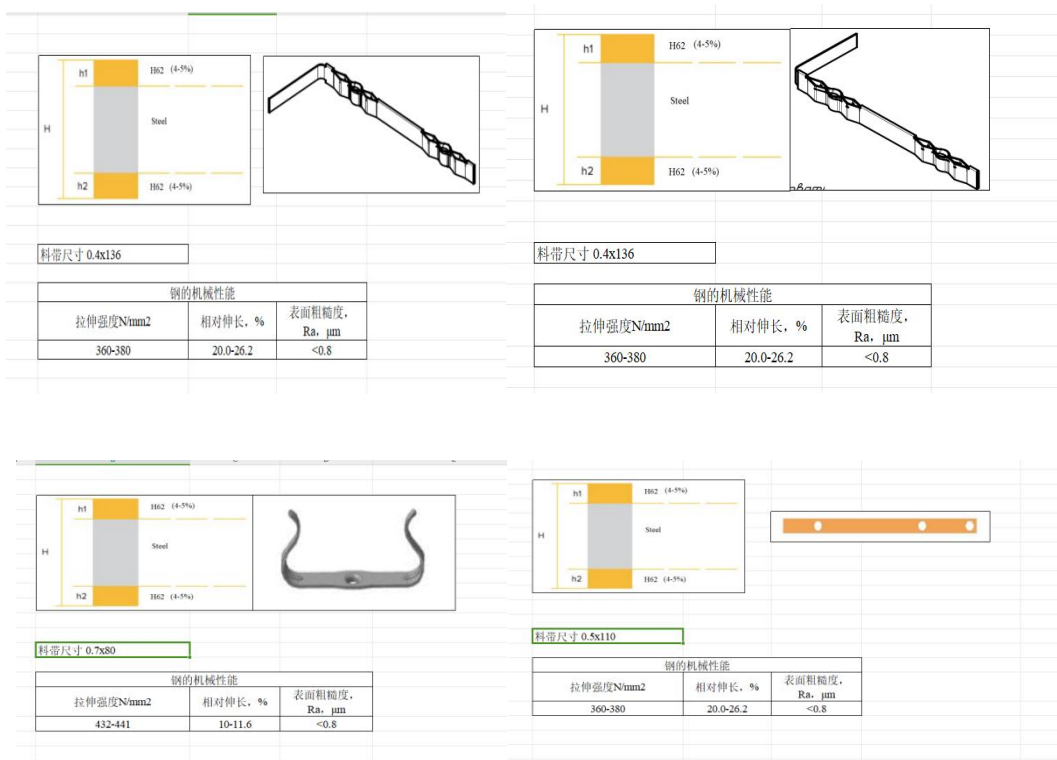 h1
H62 (4-5%)
H
Steel
h2
H62 (4-5%)
料带尺寸 0.4x136
钢的机械性能
拉伸强度N/mm2
相对伸长，%
表面粗糙度，
Ra，μm
360-380
20.0-26.2
<0.8
h1
H62 (4-5%)
H
Steel
h2
H62 (4-5%)
料带尺寸 0.4x136
钢的机械性能
拉伸强度N/mm2
相对伸长，%
表面粗糙度，
Ra，μm
360-380
20.0-26.2
<0.8
h1
H62 (4-5%)
H
Steel
h2
H62 (4-5%)
料带尺寸 0.7x80
钢的机械性能
拉伸强度N/mm2
相对伸长，%
表面粗糙度，
Ra，μm
432-441
10-11.6
<0.8
h1
H62 (4-5%)
H
Steel
h2
H62 (4-5%)
料带尺寸 0.5x110
钢的机械性能
拉伸强度N/mm2
相对伸长，%
表面粗糙度，
Ra，μm
360-380
20.0-26.2
<0.8